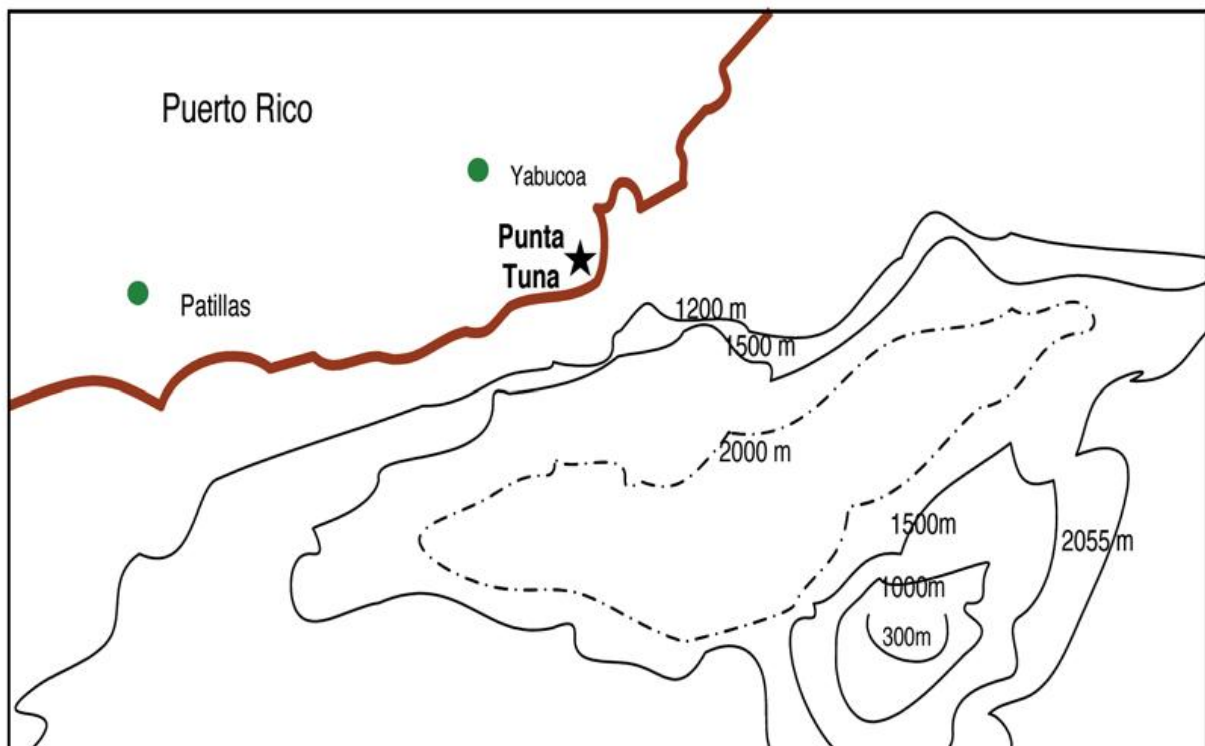 Puerto Rico
Yabucoa
Punta
Tuna
Patillas
1200 m
1500 m
2000 m
1500m
2055 m
1000m
300m